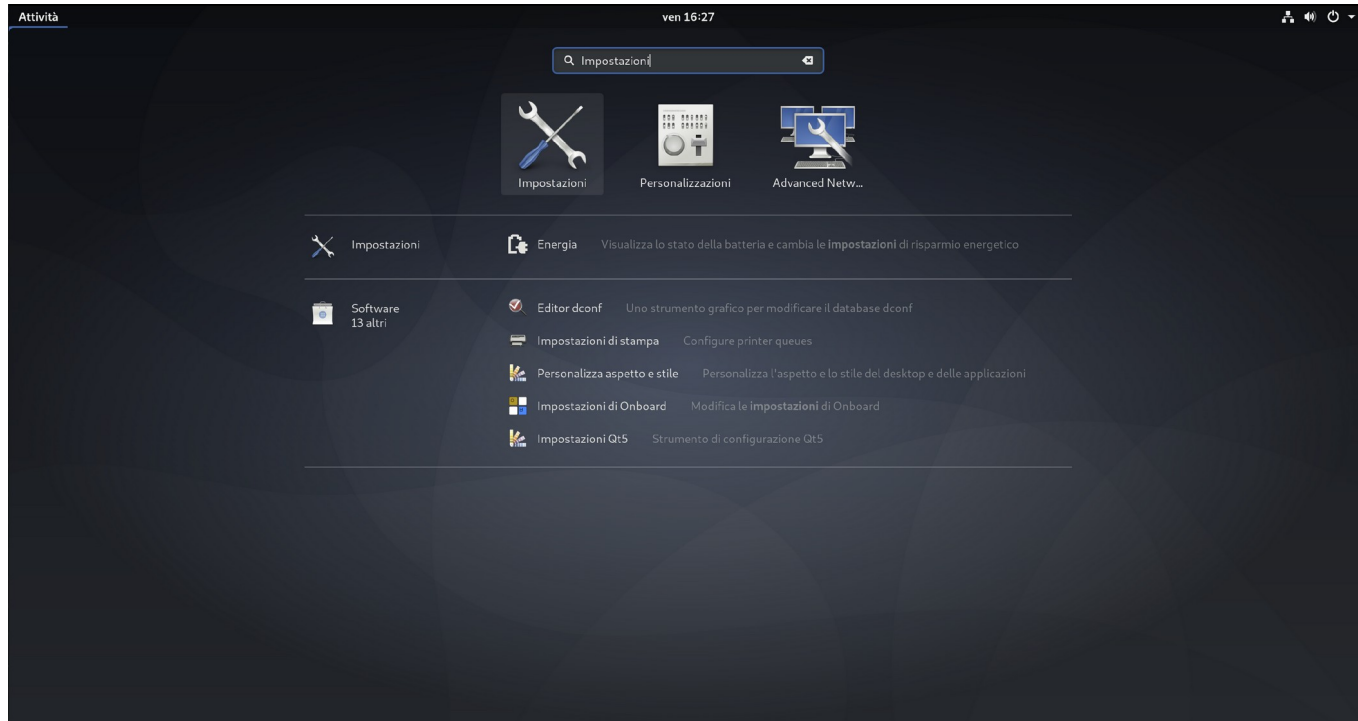 Attività
ven 16:27
Impostazioni
Impostazioni
Personalizzazioni
Advanced Netw...
Impostazioni
Energia Visualizza lo stato della batteria e cambia le impostazioni di risparmio energetico
Software
13 altri
Editor dconf Uno strumento grafico per modificare il database dconf
Impostazioni di stampa Configure printer queues
Personalizza aspetto e stile Personalizza l'aspetto e lo stile del desktop e delle applicazioni
Impostazioni di Onboard Modifica le impostazioni di Onboard
Impostazioni Qt5 Strumento di configurazione Qt5